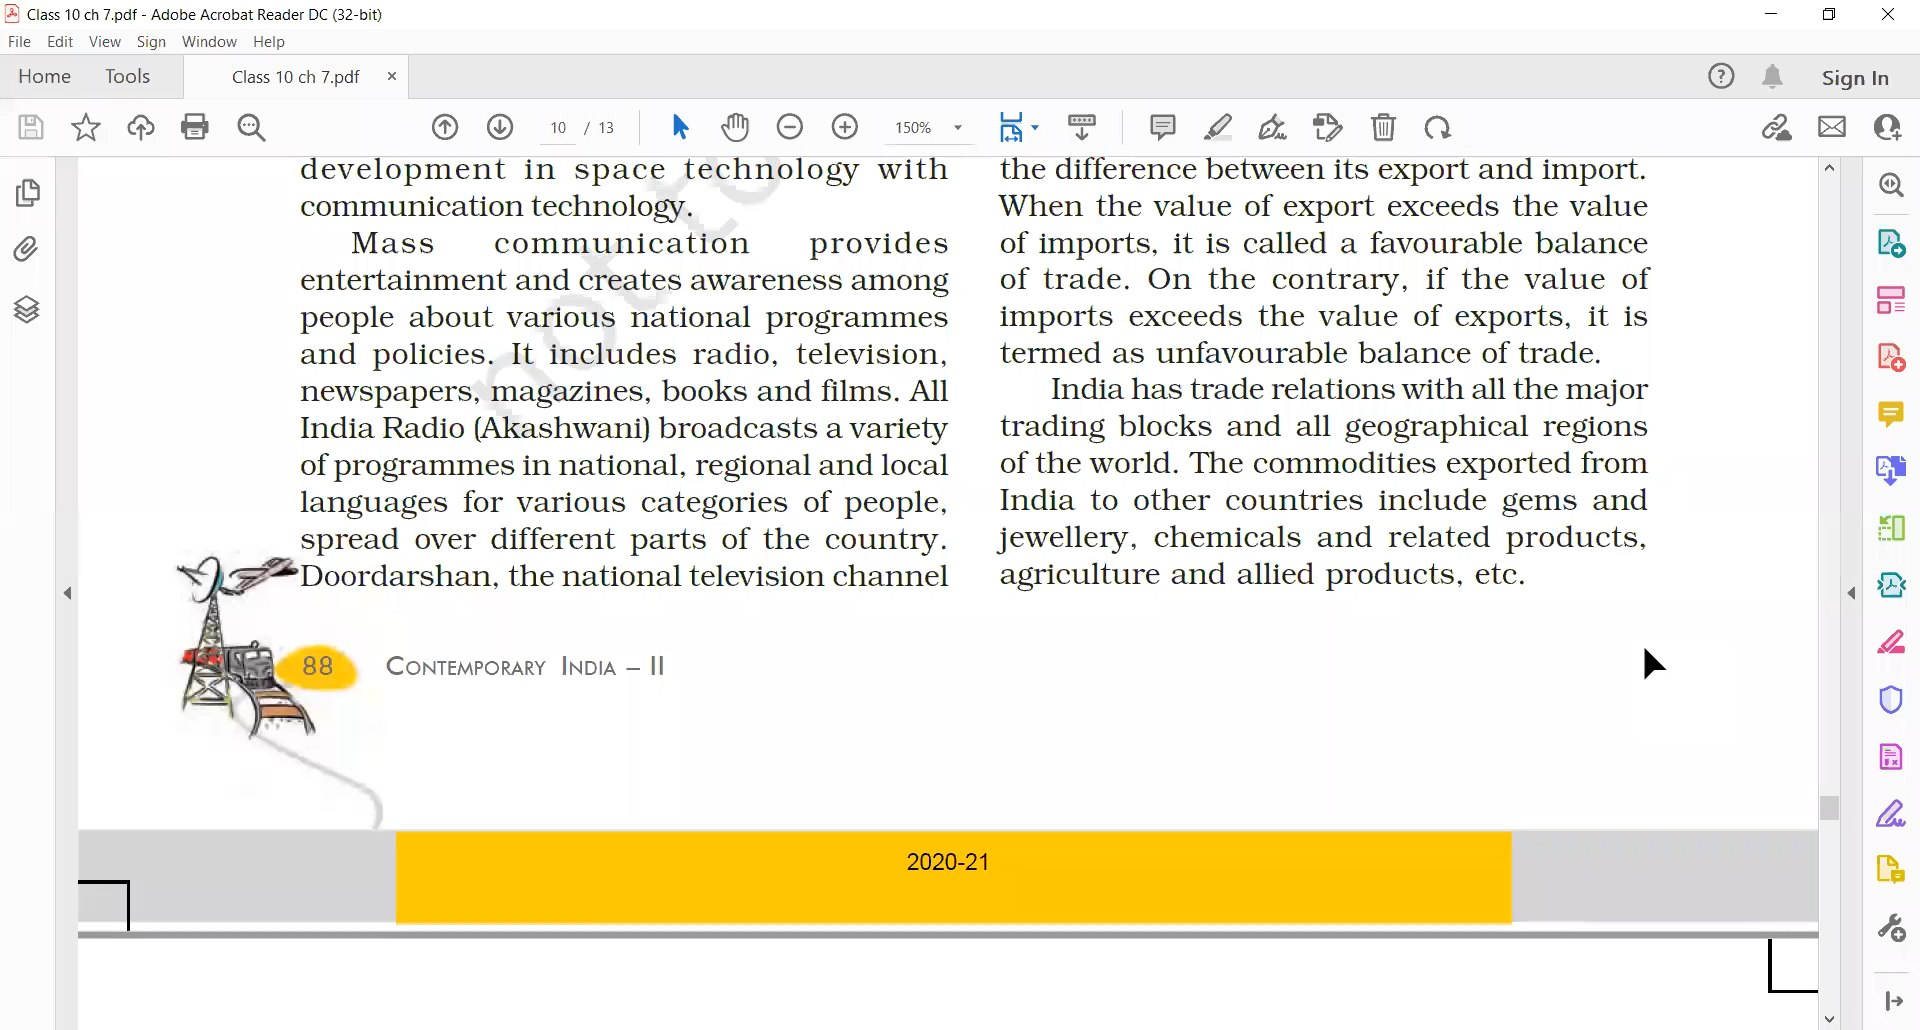 Class 10 ch 7.pdf - Adobe Acrobat Reader DC (32-bit)
File Edit View Sign Window Help
Home Tools Class 10 ch 7.pdf × Sign In
10 / 13 150%
development in space technology with
communication technology.
Mass communication provides
entertainment and creates awareness among
people about various national programmes
and policies. It includes radio, television,
newspapers, magazines, books and films. All
India Radio (Akashwani) broadcasts a variety
of programmes in national, regional and local
languages for various categories of people,
spread over different parts of the country.
Doordarshan, the national television channel
the difference between its export and import.
When the value of export exceeds the value
of imports, it is called a favourable balance
of trade. On the contrary, if the value of
imports exceeds the value of exports, it is
termed as unfavourable balance of trade.
India has trade relations with all the major
trading blocks and all geographical regions
of the world. The commodities exported from
India to other countries include gems and
jewellery, chemicals and related products,
agriculture and allied products, etc.
not to
88 CONTEMPORARY INDIA – II
2020-21